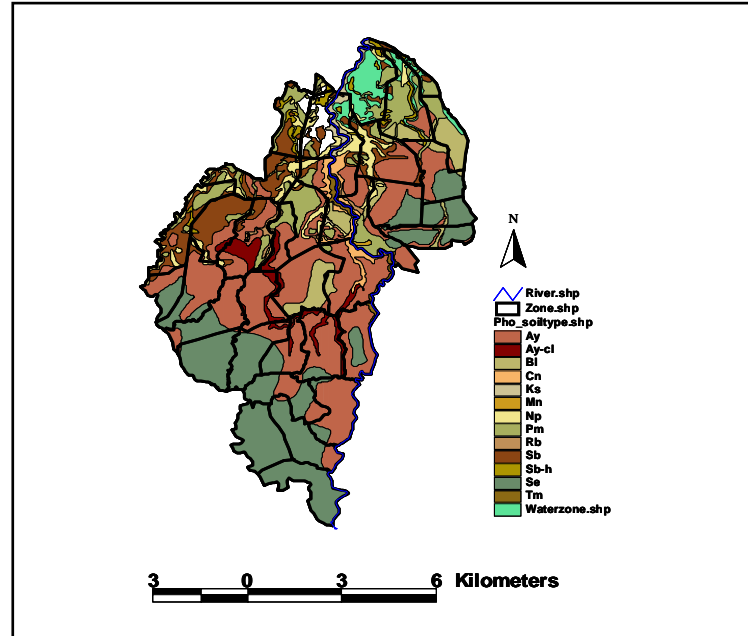 N
River.shp
Zone.shp
Pho_soiltype.shp
Ay
Ay-cl
Bl
Cn
Ks
Mn
Np
Pm
Rb
Sb
Sb-h
Se
Tm
Waterzone.shp
3 0 3 6 Kilometers